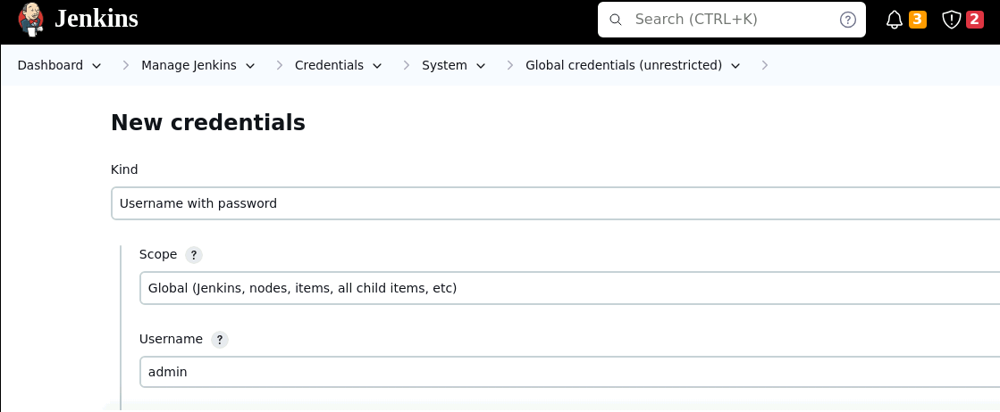 Jenkins
Search (CTRL+K) ? 3 2
Dashboard Manage Jenkins Credentials System Global credentials (unrestricted)
New credentials
Kind
Username with password
Scope ?
Global (Jenkins, nodes, items, all child items, etc)
Username ?
admin